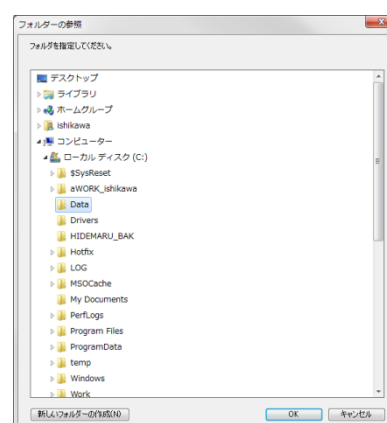 フォルダーの参照
フォルダを指定してください。
デスクトップ
ライブラリ
ホームグループ
ishikawa
コンピューター
ローカル ディスク (C:)
$SysReset
aWORK_ishikawa
Data
Drivers
HIDEMARU_BAK
Hotfix
LOG
MSOCache
My Documents
PerfLogs
Program Files
ProgramData
temp
Windows
Work
新しいフォルダーの作成(N) OK キャンセル